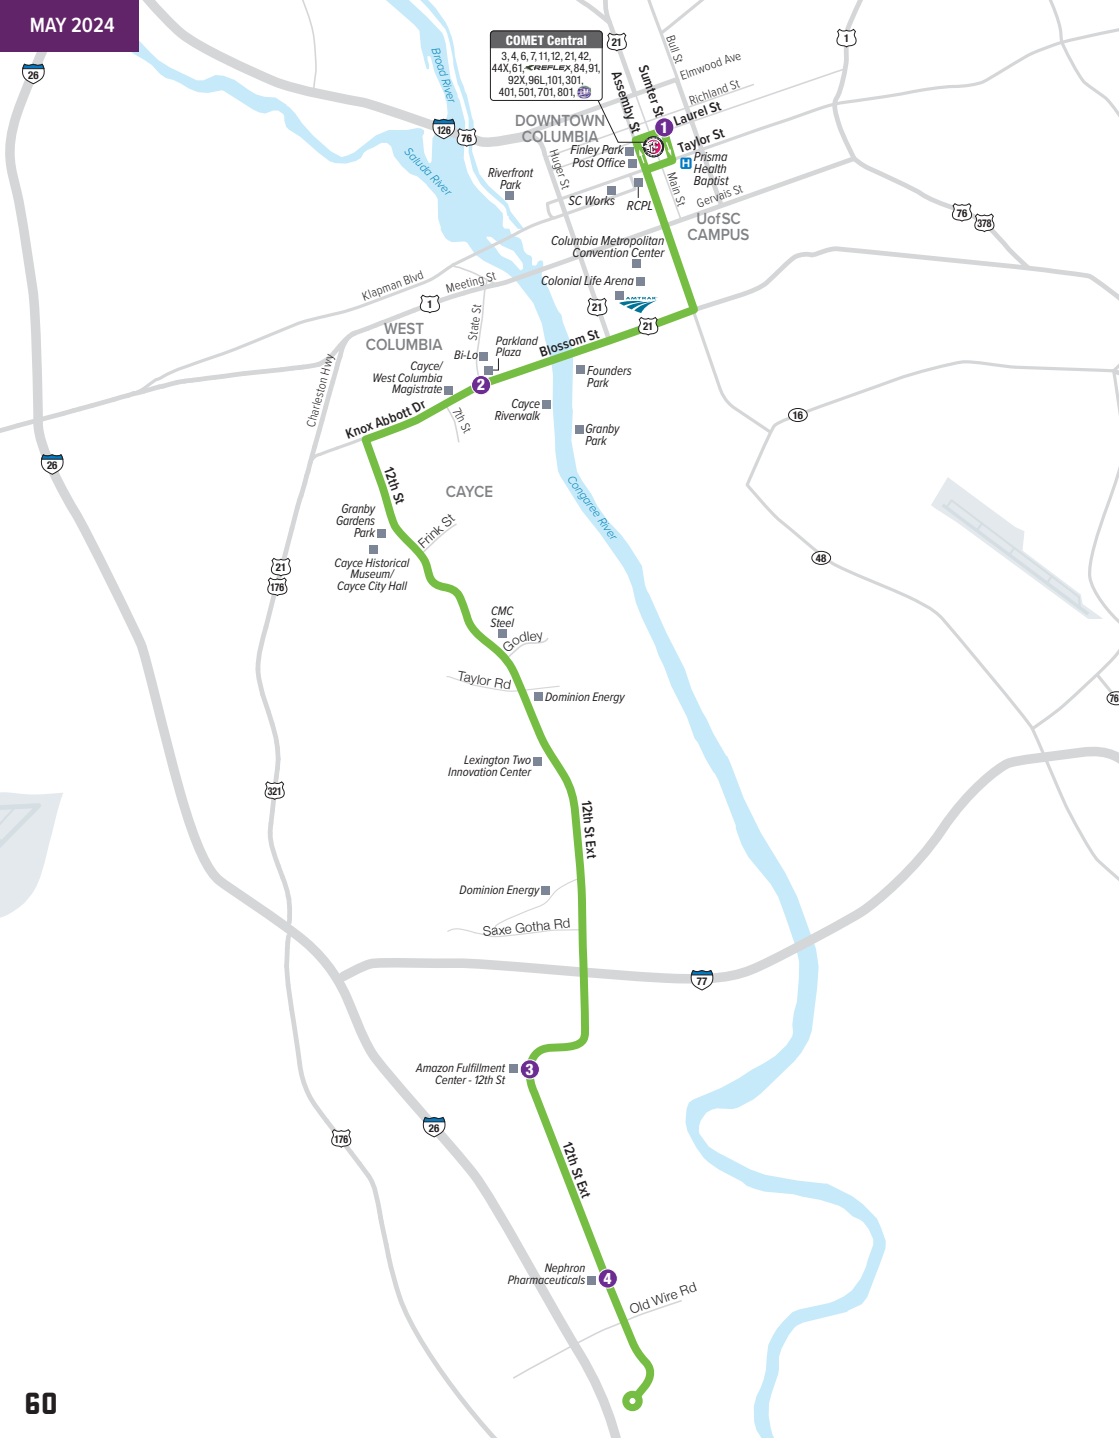 MAY 2024
26
126
76
Broad River
Saluda River
COMET Central
3, 4, 6, 7, 11, 12, 21, 42,
44X, 61, REFLEX, 84, 91,
92X, 96L, 101, 301,
401, 501, 701, 801,
21
1
Bull St
Elmwood Ave
Richland St
Sumter St
Assemby St
Laurel St
Taylor St
1
DOWNTOWN
COLUMBIA
Finley Park
Post Office
H
Prisma
Health
Baptist
Huger St
Main St
Gervais St
Riverfront
Park
SC Works
RCPL
UofSC
CAMPUS
76
378
Columbia Metropolitan
Convention Center
Colonial Life Arena
AMTRAK
21
21
Klapman Blvd
Meeting St
1
State St
WEST
COLUMBIA
Parkland
Plaza
Bi-Lo
Blossom St
Cayce/
West Columbia
Magistrate
2
Founders
Park
Cayce
Riverwalk
Granby
Park
Charleston Hwy
Knox Abbott Dr
7th St
16
26
12th St
CAYCE
Congaree River
Granby
Gardens
Park
Frink St
Cayce Historical
Museum/
Cayce City Hall
21
176
48
CMC
Steel
Godley
Taylor Rd
Dominion Energy
76
Lexington Two
Innovation Center
321
12th St Ext
Dominion Energy
Saxe Gotha Rd
77
Amazon Fulfillment
Center - 12th St
3
26
176
12th St Ext
Nephron
Pharmaceuticals
4
Old Wire Rd
60